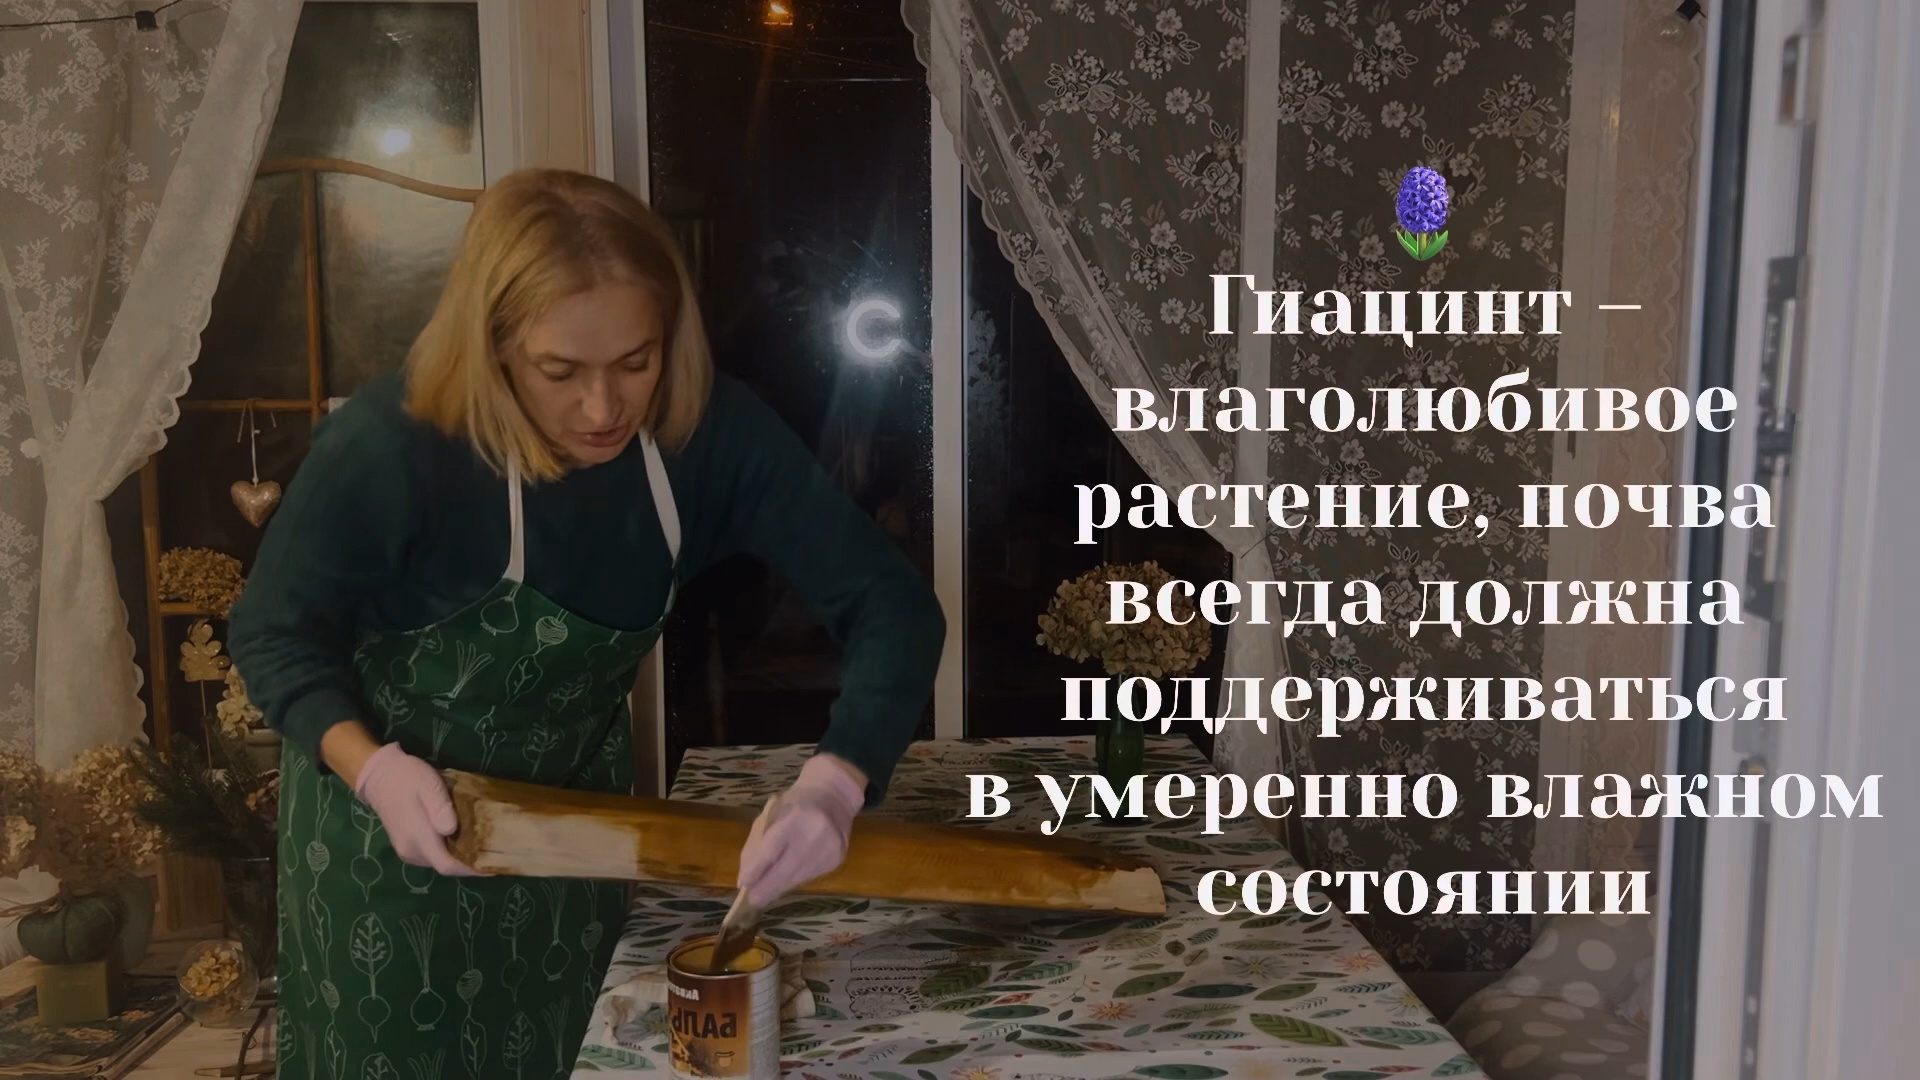 Гиацинт –
влаголюбивое
растение, почва
всегда должна
поддерживаться
в умеренно влажном
состоянии